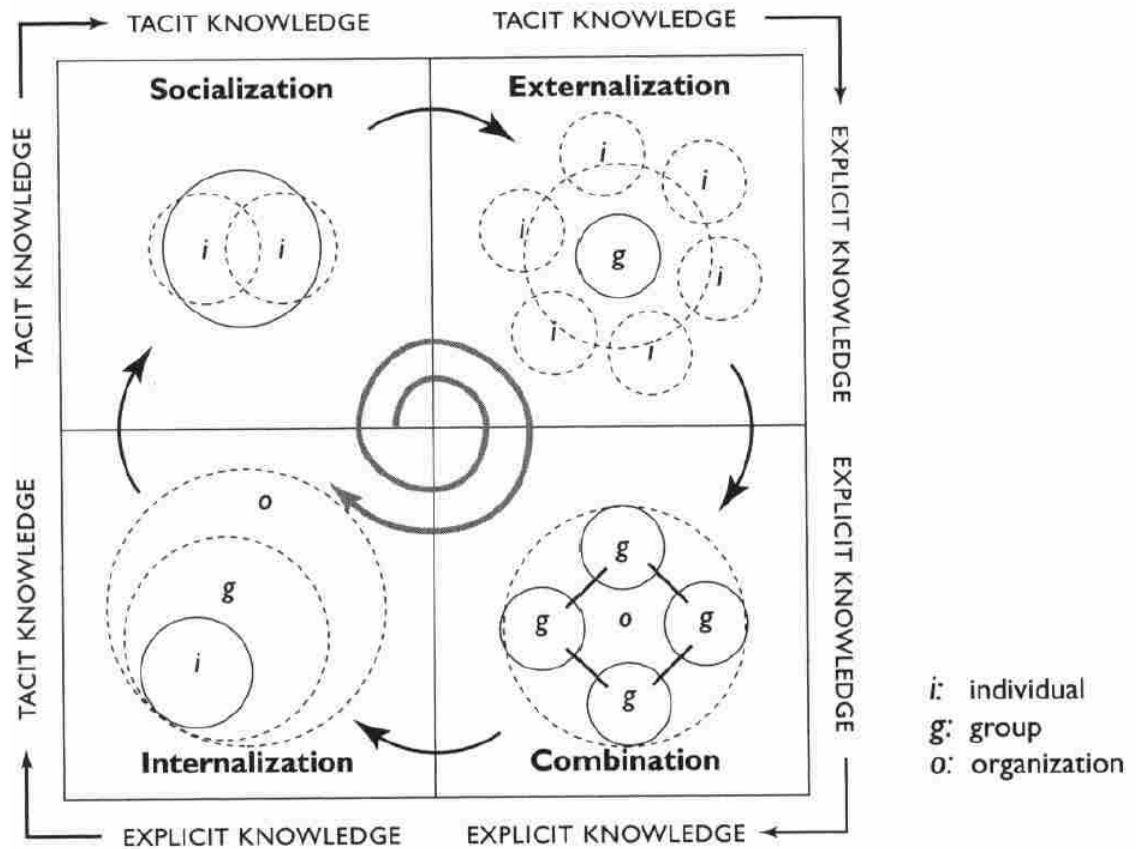 TACIT KNOWLEDGE
TACIT KNOWLEDGE
TACIT KNOWLEDGE
EXPLICIT KNOWLEDGE
Socialization
Externalization
i
i
i
i
i
i
g
i
i
i
TACIT KNOWLEDGE
EXPLICIT KNOWLEDGE
o
g
i
g
g
o
g
g
Internalization
Combination
EXPLICIT KNOWLEDGE
EXPLICIT KNOWLEDGE
i: individual
g: group
o: organization